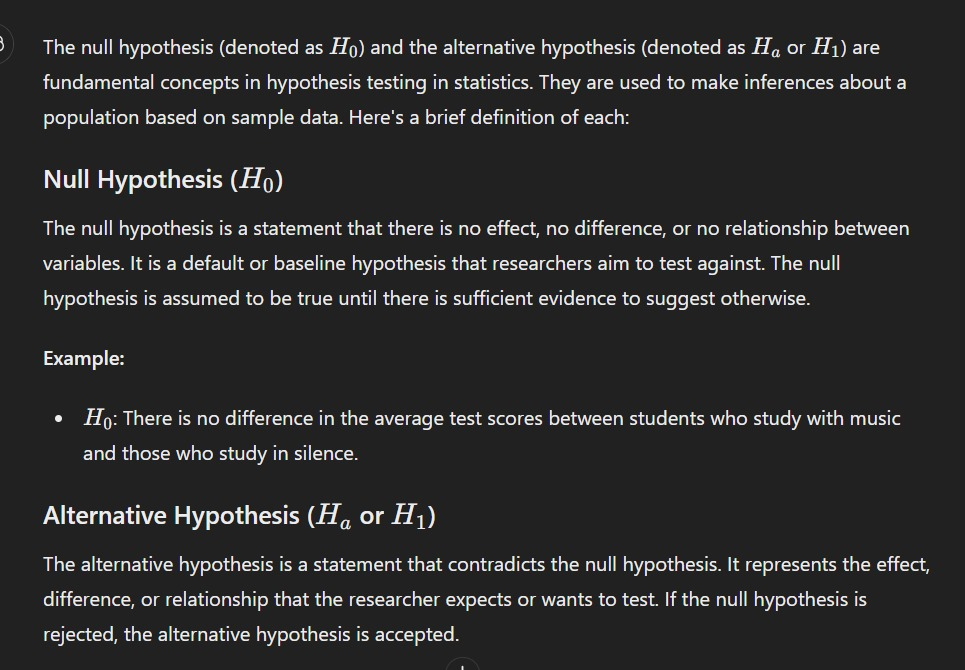 The null hypothesis (denoted as H₀) and the alternative hypothesis (denoted as Hₐ or H₁) are
fundamental concepts in hypothesis testing in statistics. They are used to make inferences about a
population based on sample data. Here's a brief definition of each:
Null Hypothesis (H₀)
The null hypothesis is a statement that there is no effect, no difference, or no relationship between
variables. It is a default or baseline hypothesis that researchers aim to test against. The null
hypothesis is assumed to be true until there is sufficient evidence to suggest otherwise.
Example:
• H₀: There is no difference in the average test scores between students who study with music
and those who study in silence.
Alternative Hypothesis (Hₐ or H₁)
The alternative hypothesis is a statement that contradicts the null hypothesis. It represents the effect,
difference, or relationship that the researcher expects or wants to test. If the null hypothesis is
rejected, the alternative hypothesis is accepted.